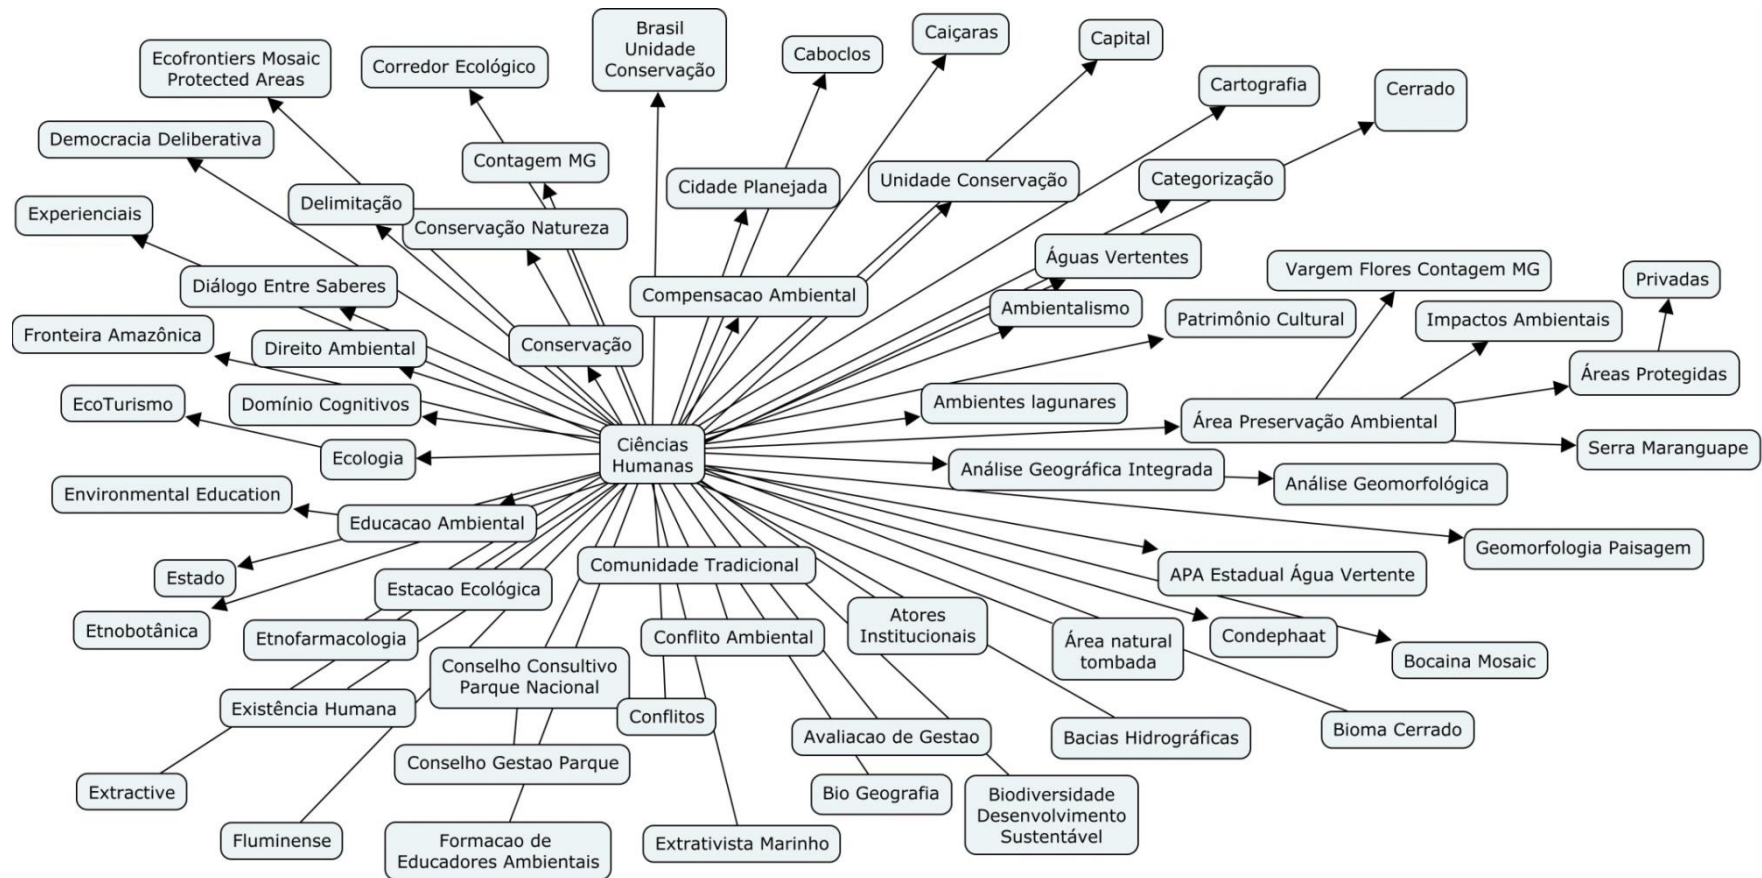 Brasil
Unidade
Conservação
Caiçaras
Capital
Caboclos
Ecofrontiers Mosaic
Protected Areas
Corredor Ecológico
Cartografia
Cerrado
Democracia Deliberativa
Contagem MG
Cidade Planejada
Unidade Conservação
Categorização
Delimitação
Experienciais
Conservação Natureza
Águas Vertentes
Vargem Flores Contagem MG
Privadas
Diálogo Entre Saberes
Compensacao Ambiental
Ambientalismo
Patrimônio Cultural
Impactos Ambientais
Fronteira Amazônica
Direito Ambiental
Conservação
Áreas Protegidas
EcoTurismo
Domínio Cognitivos
Ambientes lagunares
Área Preservação Ambiental
Ciências
Humanas
Ecologia
Análise Geográfica Integrada
Serra Maranguape
Análise Geomorfológica
Environmental Education
Educacao Ambiental
Geomorfologia Paisagem
Comunidade Tradicional
APA Estadual Água Vertente
Estado
Estacao Ecológica
Etnobotânica
Etnofarmacologia
Conflito Ambiental
Atores
Institucionais
Área natural
tombada
Condephaat
Bocaina Mosaic
Conselho Consultivo
Parque Nacional
Existência Humana
Conflitos
Avaliacao de Gestao
Bacias Hidrográficas
Bioma Cerrado
Conselho Gestao Parque
Extractive
Bio Geografia
Biodiversidade
Desenvolvimento
Sustentável
Fluminense
Formacao de
Educadores Ambientais
Extrativista Marinho